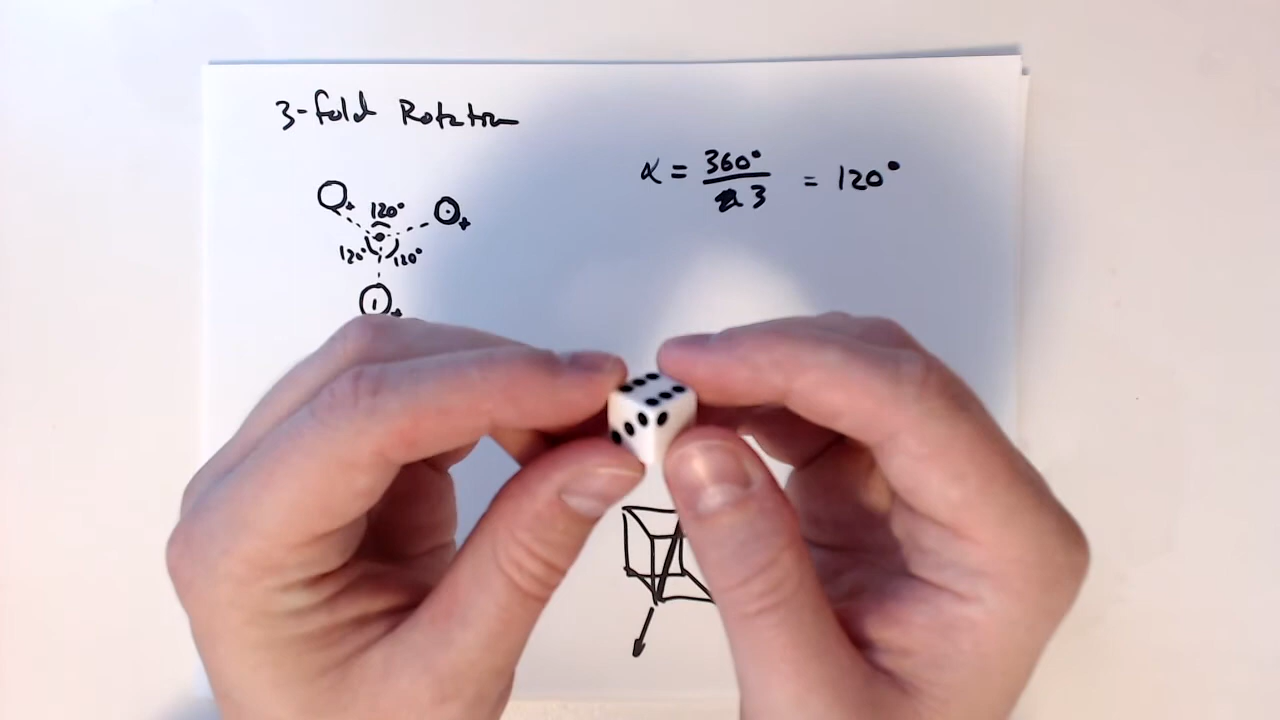 3-fold Rotation
α = 360° / 3 = 120°
120°
120° 120°